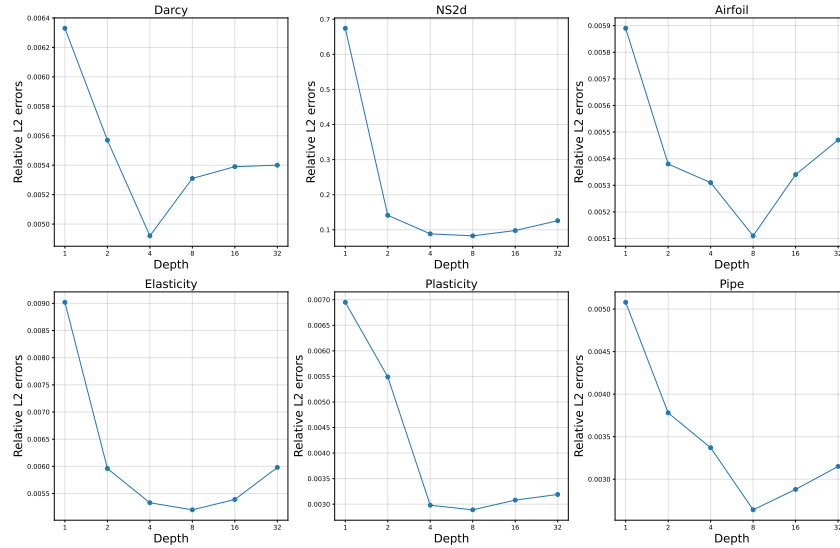 Darcy
Relative L2 errors
0.0064
0.0062
0.0060
0.0058
0.0056
0.0054
0.0052
0.0050
1 2 4 8 16 32
Depth
NS2d
Relative L2 errors
0.7
0.6
0.5
0.4
0.3
0.2
0.1
1 2 4 8 16 32
Depth
Airfoil
Relative L2 errors
0.0059
0.0058
0.0057
0.0056
0.0055
0.0054
0.0053
0.0052
0.0051
1 2 4 8 16 32
Depth
Elasticity
Relative L2 errors
0.0090
0.0085
0.0080
0.0075
0.0070
0.0065
0.0060
0.0055
1 2 4 8 16 32
Depth
Plasticity
Relative L2 errors
0.0070
0.0065
0.0060
0.0055
0.0050
0.0045
0.0040
0.0035
0.0030
1 2 4 8 16 32
Depth
Pipe
Relative L2 errors
0.0050
0.0045
0.0040
0.0035
0.0030
1 2 4 8 16 32
Depth